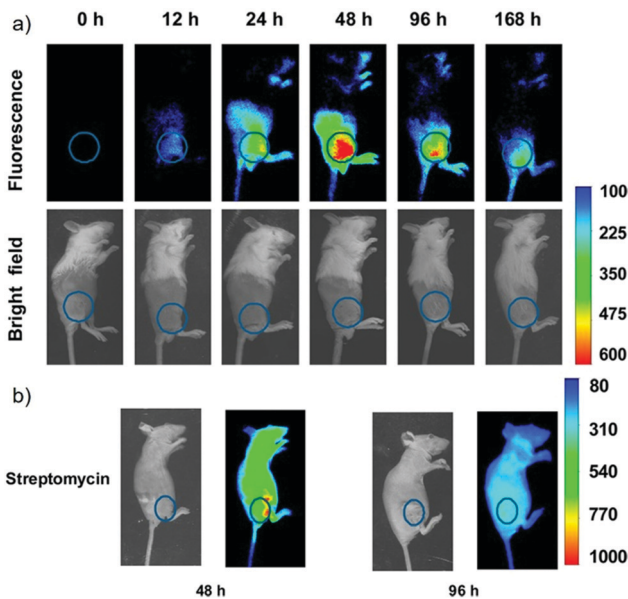 a)
0 h 12 h 24 h 48 h 96 h 168 h
Fluorescence
Bright field
100
225
350
475
600
b)
Streptomycin
80
310
540
770
1000
48 h 96 h